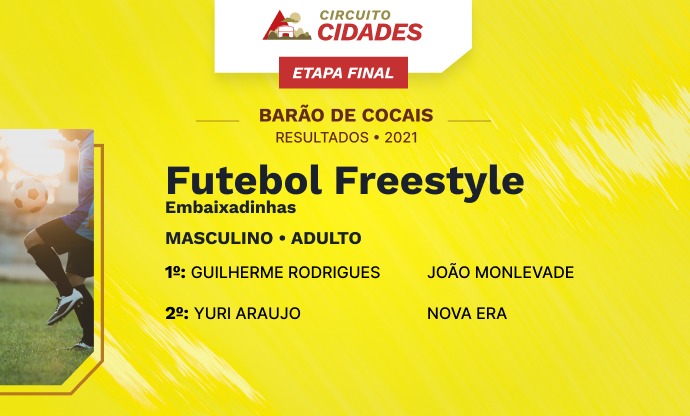 CIRCUITO
CIDADES
ETAPA FINAL
BARÃO DE COCAIS
RESULTADOS • 2021
Futebol Freestyle
Embaixadinhas
MASCULINO • ADULTO
1º: GUILHERME RODRIGUES JOÃO MONLEVADE
2º: YURI ARAUJO NOVA ERA